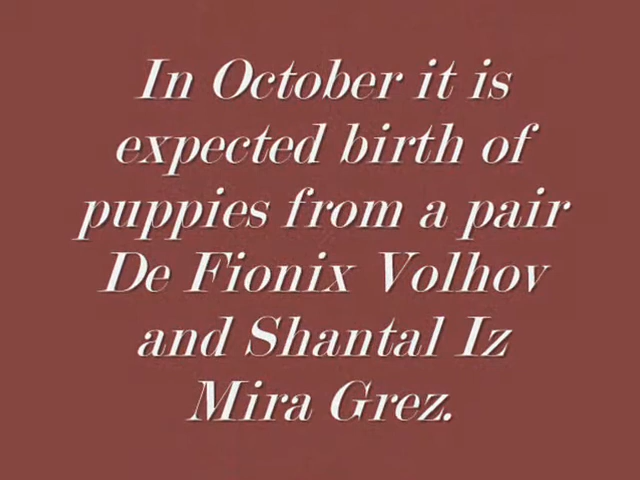 In October it is
expected birth of
puppies from a pair
De Fionix Volhov
and Shantal Iz
Mira Grez.